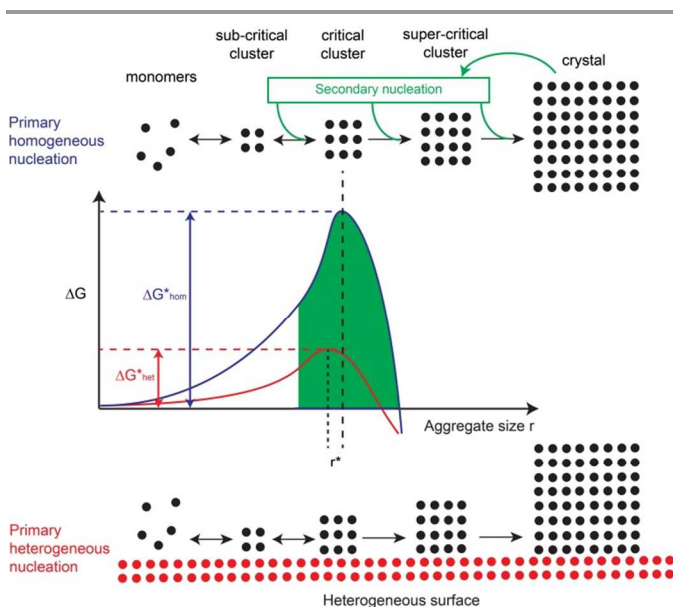 sub-critical
cluster
critical
cluster
super-critical
cluster
crystal
monomers
Secondary nucleation
Primary
homogeneous
nucleation
ΔG
ΔG*hom
ΔG*het
Aggregate size r
r*
Primary
heterogeneous
nucleation
Heterogeneous surface